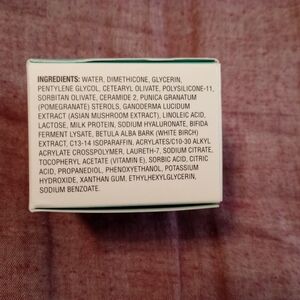 INGREDIENTS: WATER, DIMETHICONE, GLYCERIN,
PENTYLENE GLYCOL, CETEARYL OLIVATE, POLYSILICONE-11,
SORBITAN OLIVATE, CERAMIDE 2, PUNICA GRANATUM
(POMEGRANATE) STEROLS, GANODERMA LUCIDUM
EXTRACT (ASIAN MUSHROOM EXTRACT), LINOLEIC ACID,
LACTOSE, MILK PROTEIN, SODIUM HYALURONATE, BIFIDA
FERMENT LYSATE, BETULA ALBA BARK (WHITE BIRCH)
EXTRACT, C13-14 ISOPARAFFIN, ACRYLATES/C10-30 ALKYL
ACRYLATE CROSSPOLYMER, LAURETH-7, SODIUM CITRATE,
TOCOPHERYL ACETATE (VITAMIN E), SORBIC ACID, CITRIC
ACID, PROPANEDIOL, PHENOXYETHANOL, POTASSIUM
HYDROXIDE, XANTHAN GUM, ETHYLHEXYLGLYCERIN,
SODIUM BENZOATE.